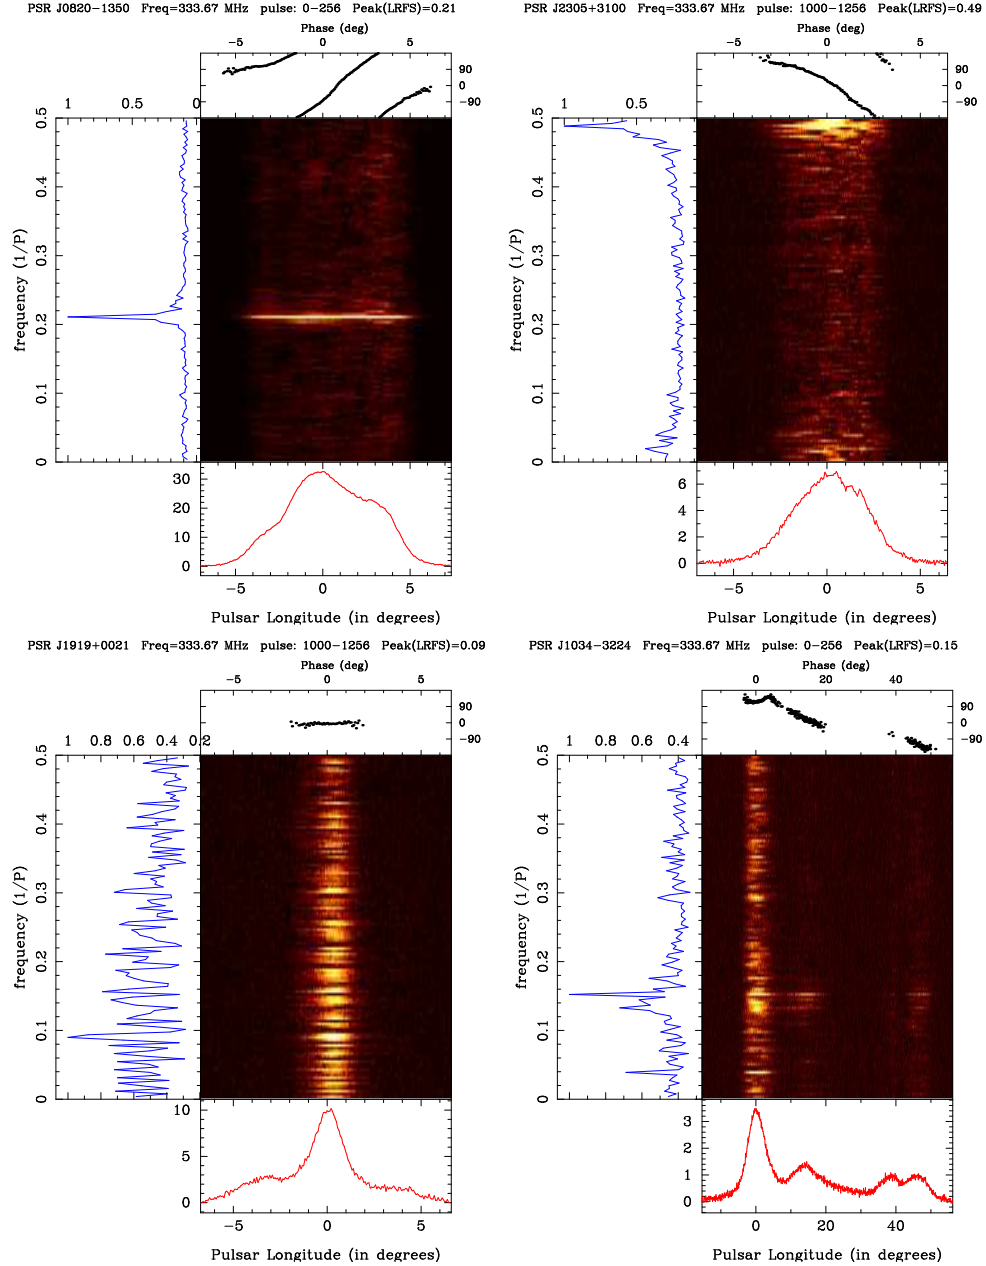 PSR J0820−1350 Freq=333.67 MHz pulse: 0−256 Peak(LRFS)=0.21
Phase (deg)
−5 0 5
90
0
−90
1 0.5 0
frequency (1/P)
0.5
0.4
0.3
0.2
0.1
0
30
20
10
0
−5 0 5
Pulsar Longitude (in degrees)
PSR J2305+3100 Freq=333.67 MHz pulse: 1000−1256 Peak(LRFS)=0.49
Phase (deg)
−5 0 5
90
0
−90
1 0.5
frequency (1/P)
0.5
0.4
0.3
0.2
0.1
0
6
4
2
0
−5 0 5
Pulsar Longitude (in degrees)
PSR J1919+0021 Freq=333.67 MHz pulse: 1000−1256 Peak(LRFS)=0.09
Phase (deg)
−5 0 5
90
0
−90
1 0.8 0.6 0.4 0.2
frequency (1/P)
0.5
0.4
0.3
0.2
0.1
0
10
5
0
−5 0 5
Pulsar Longitude (in degrees)
PSR J1034−3224 Freq=333.67 MHz pulse: 0−256 Peak(LRFS)=0.15
Phase (deg)
0 20 40
90
0
−90
1 0.8 0.6 0.4
frequency (1/P)
0.5
0.4
0.3
0.2
0.1
0
3
2
1
0
0 20 40
Pulsar Longitude (in degrees)